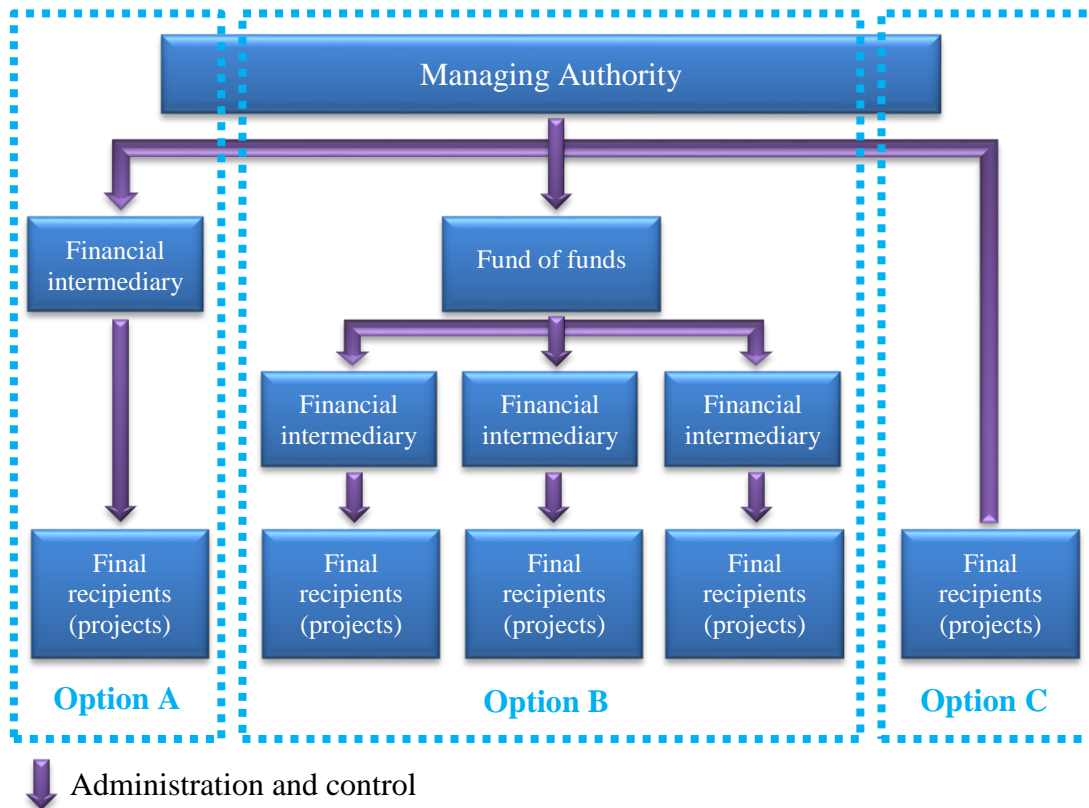 Managing Authority
Financial
intermediary
Fund of funds
Financial
intermediary
Financial
intermediary
Financial
intermediary
Final
recipients
(projects)
Final
recipients
(projects)
Final
recipients
(projects)
Final
recipients
(projects)
Final
recipients
(projects)
Option A
Option B
Option C
Administration and control